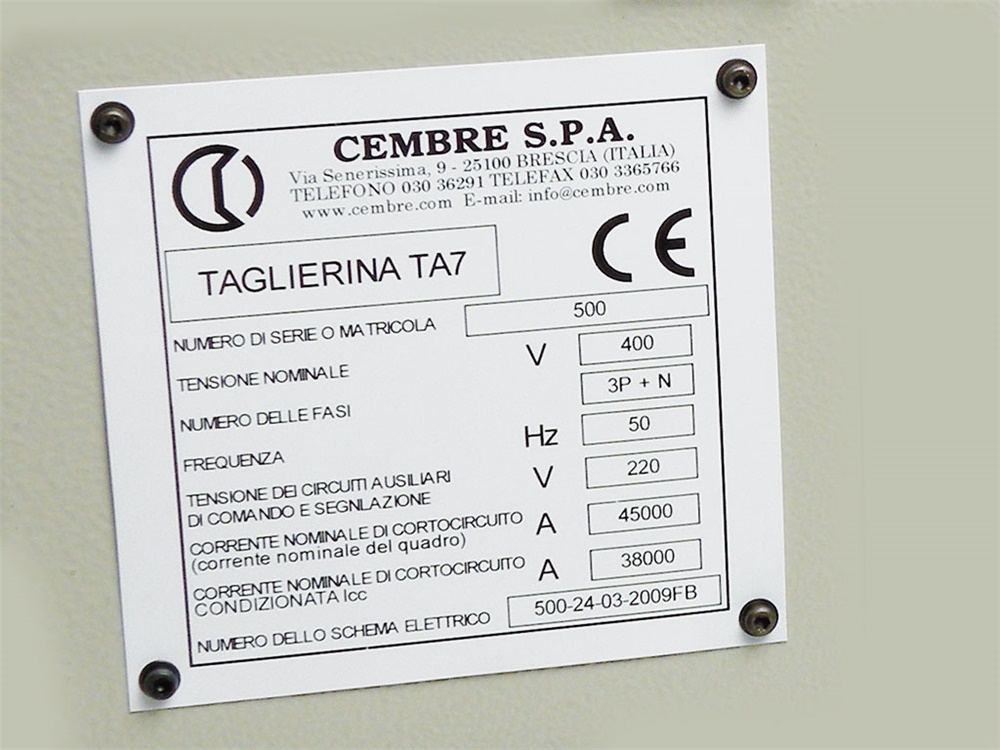 CEMBRE S.P.A.
Via Senerissima, 9 - 25100 BRESCIA (ITALIA)
TELEFONO 030 36291 TELEFAX 030 3365766
www.cembre.com E-mail: info@cembre.com
CE
TAGLIERINA TA7
NUMERO DI SERIE O MATRICOLA 500
TENSIONE NOMINALE V 400
NUMERO DELLE FASI 3P + N
FREQUENZA Hz 50
TENSIONE DEI CIRCUITI AUSILIARI V 220
DI COMANDO E SEGNLAZIONE
CORRENTE NOMINALE DI CORTOCIRCUITO A 45000
(corrente nominale del quadro)
CORRENTE NOMINALE DI CORTOCIRCUITO A 38000
CONDIZIONATA Icc
NUMERO DELLO SCHEMA ELETTRICO 500-24-03-2009FB